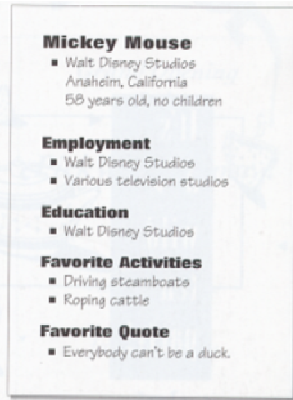 Mickey Mouse
▪ Walt Disney Studios
Anaheim, California
58 years old, no children
Employment
▪ Walt Disney Studios
▪ Various television studios
Education
▪ Walt Disney Studios
Favorite Activities
▪ Driving steamboats
▪ Roping cattle
Favorite Quote
▪ Everybody can't be a duck.